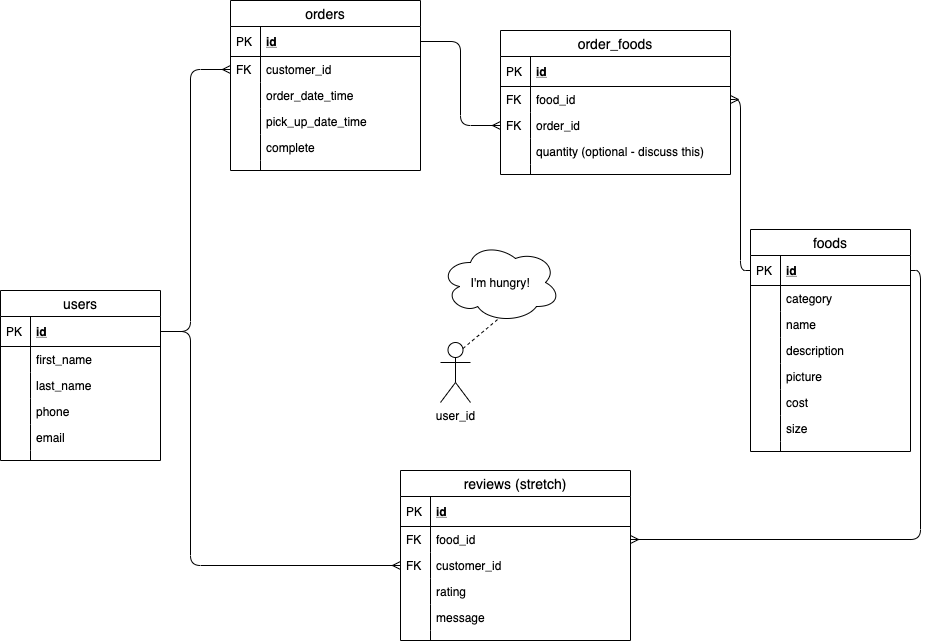 orders
PK id
FK customer_id
order_date_time
pick_up_date_time
complete
order_foods
PK id
FK food_id
FK order_id
quantity (optional - discuss this)
foods
PK id
category
name
description
picture
cost
size
I'm hungry!
user_id
users
PK id
first_name
last_name
phone
email
reviews (stretch)
PK id
FK food_id
FK customer_id
rating
message